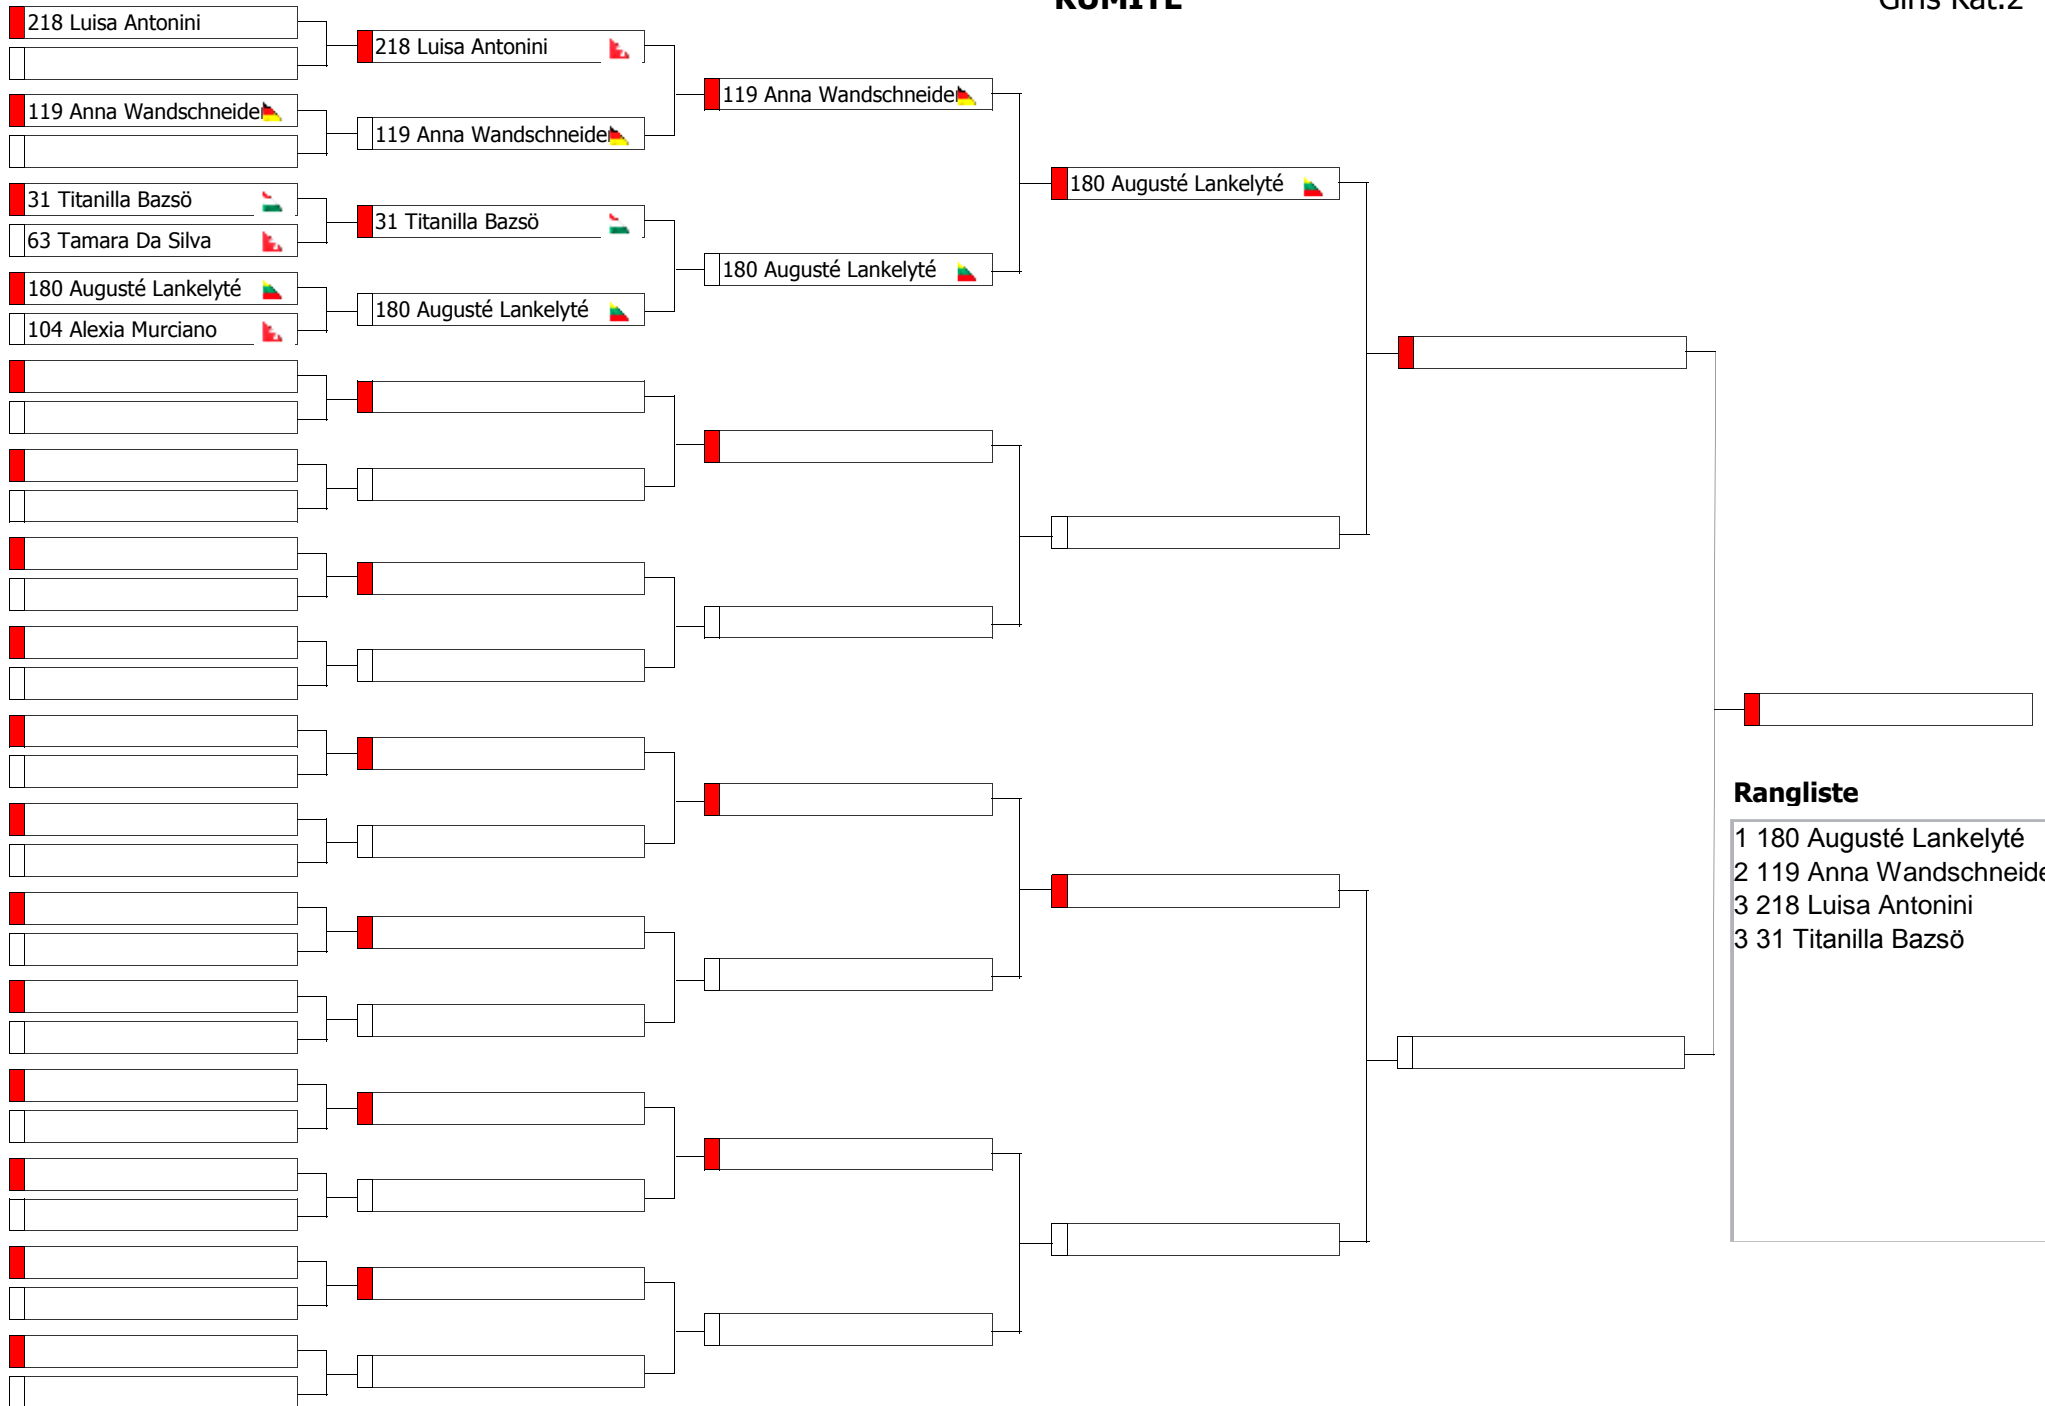 KUMITE
Girls Kat.2
218 Luisa Antonini
119 Anna Wandschneider
31 Titanilla Bazsö
63 Tamara Da Silva
180 Augusté Lankelyté
104 Alexia Murciano
218 Luisa Antonini
119 Anna Wandschneider
31 Titanilla Bazsö
180 Augusté Lankelyté
119 Anna Wandschneider
180 Augusté Lankelyté
180 Augusté Lankelyté
Rangliste
1 180 Augusté Lankelyté
2 119 Anna Wandschneide
3 218 Luisa Antonini
3 31 Titanilla Bazsö